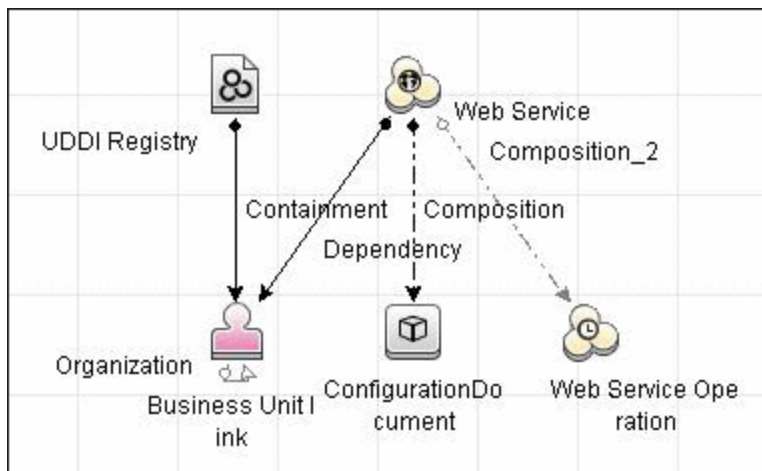 Web Service
UDDI Registry
Composition_2
Containment
Composition
Dependency
Organization
Business Unit l
ink
ConfigurationDo
cument
Web Service Ope
ration